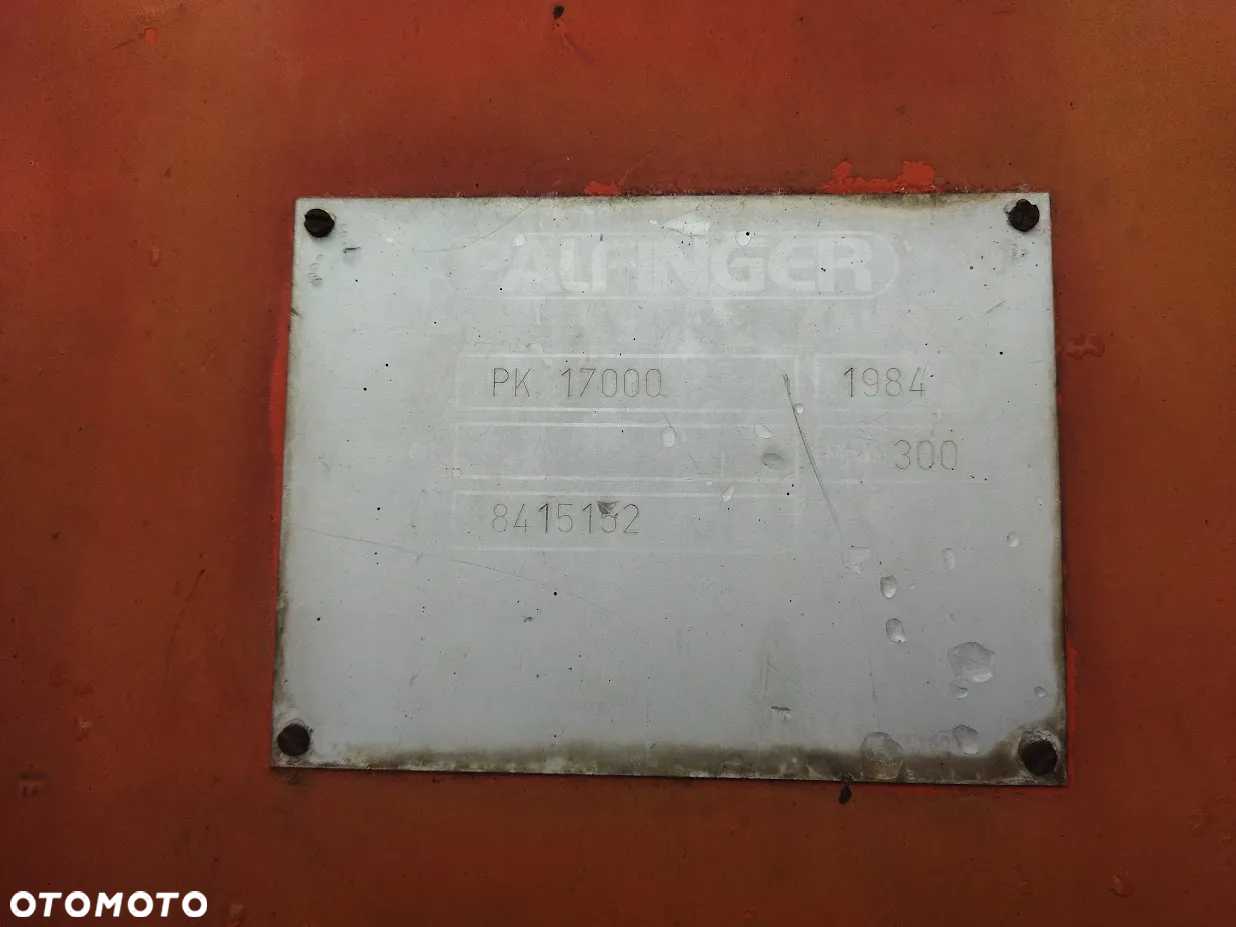 PALFINGER
PK 17000 1984
300
8415152
OTOMOTO